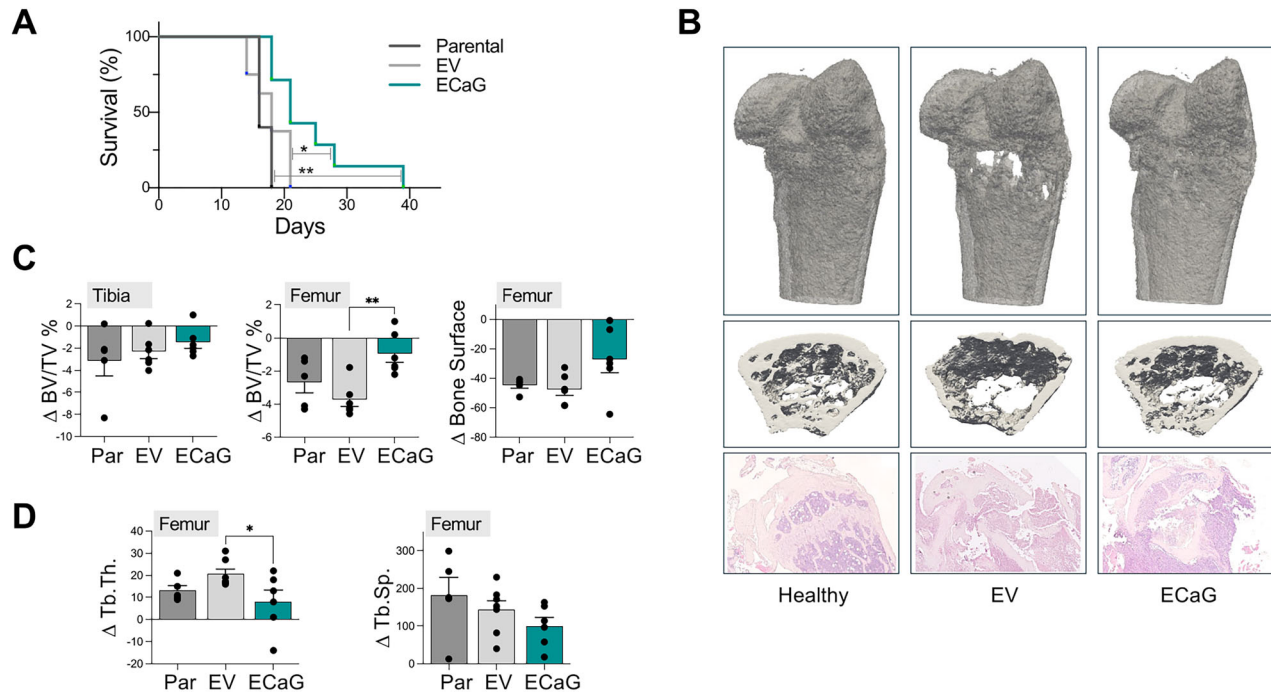 A
100
50
0
Survival (%)
0 10 20 30 40
Days
Parental
EV
ECaG
*
**
B
Healthy EV ECaG
C
Tibia
Δ BV/TV %
2
0
-2
-4
-6
-8
-10
Par EV ECaG
Femur
**
Δ BV/TV %
2
0
-2
-4
-6
Par EV ECaG
Femur
Δ Bone Surface
0
-20
-40
-60
-80
Par EV ECaG
D
Femur
*
Δ Tb.Th.
40
30
20
10
0
-10
-20
Par EV ECaG
Femur
Δ Tb.Sp.
300
200
100
0
Par EV ECaG